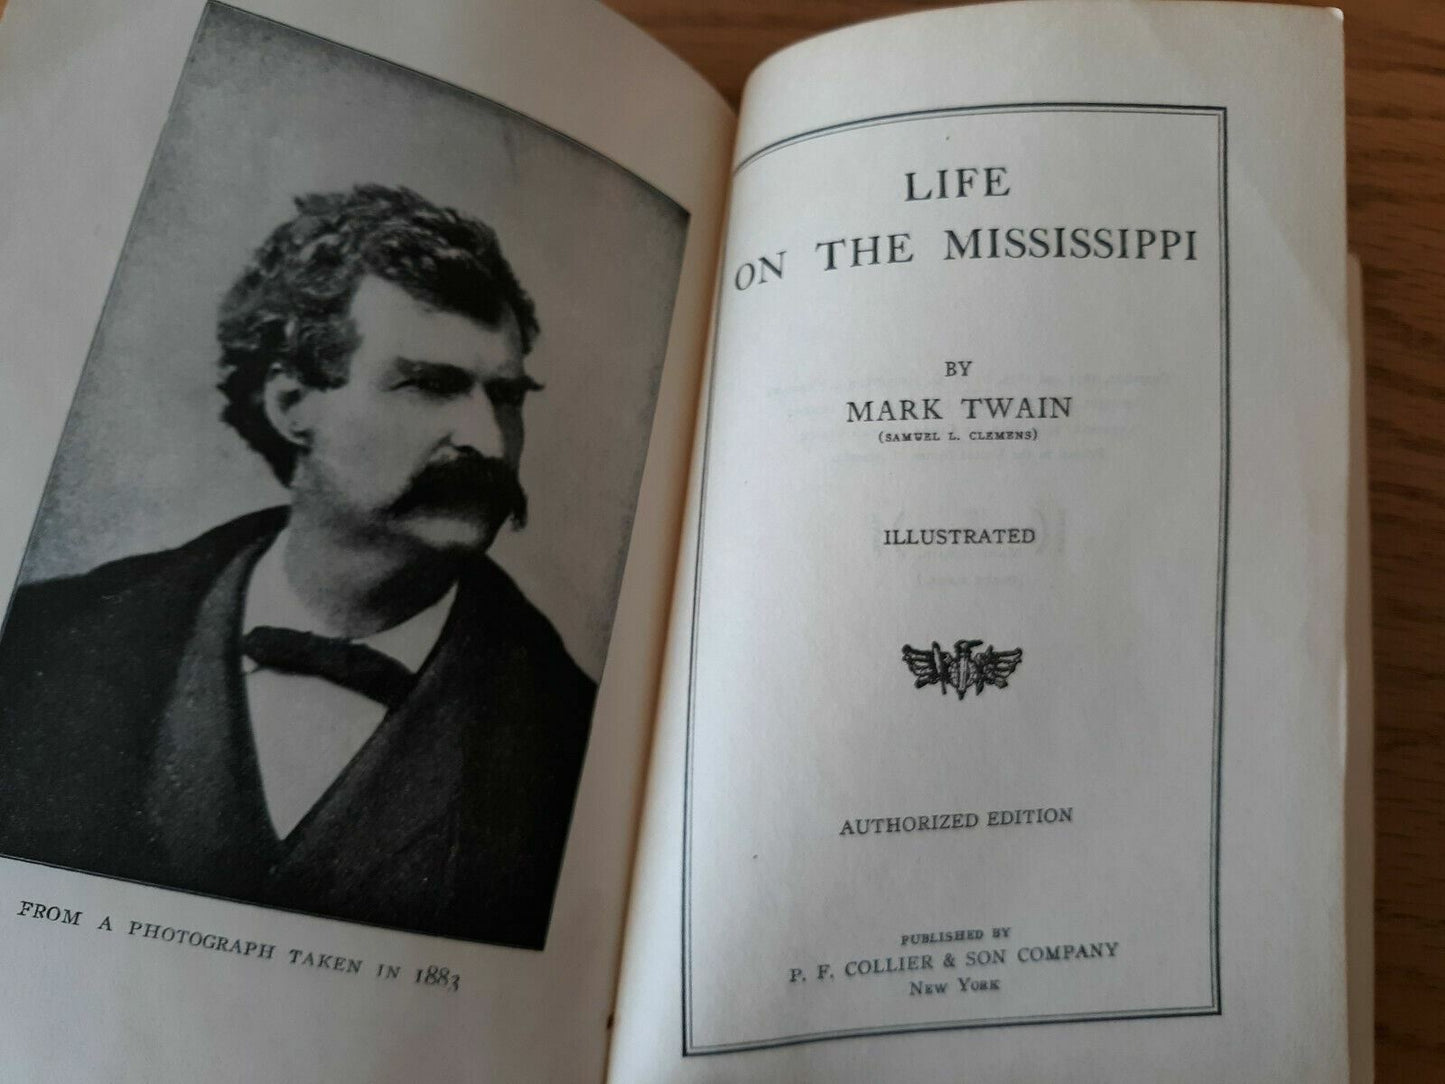 FROM A PHOTOGRAPH TAKEN IN 1883
LIFE
ON THE MISSISSIPPI
BY
MARK TWAIN
(SAMUEL L. CLEMENS)
ILLUSTRATED
AUTHORIZED EDITION
PUBLISHED BY
P. F. COLLIER & SON COMPANY
NEW YORK